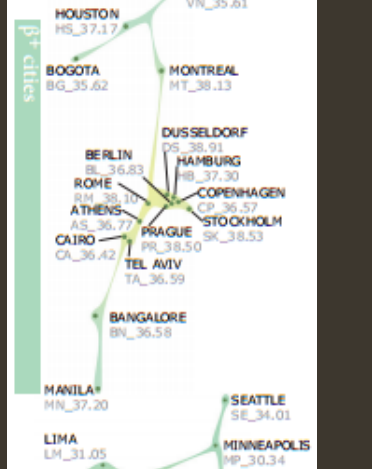 VN_35.61
HOUSTON
HS_37.17
β+ cities
BOGOTA
BG_35.62
MONTREAL
MT_38.13
DUSSELDORF
DS_38.91
BERLIN
BL_36.83
HAMBURG
HB_37.30
ROME
RM_38.10
COPENHAGEN
CP_36.57
ATHENS
AS_36.77
STOCKHOLM
SK_38.53
PRAGUE
PR_38.50
CAIRO
CA_36.42
TEL AVIV
TA_36.59
BANGALORE
BN_36.58
MANILA
MN_37.20
SEATTLE
SE_34.01
LIMA
LM_31.05
MINNEAPOLIS
MP_30.34